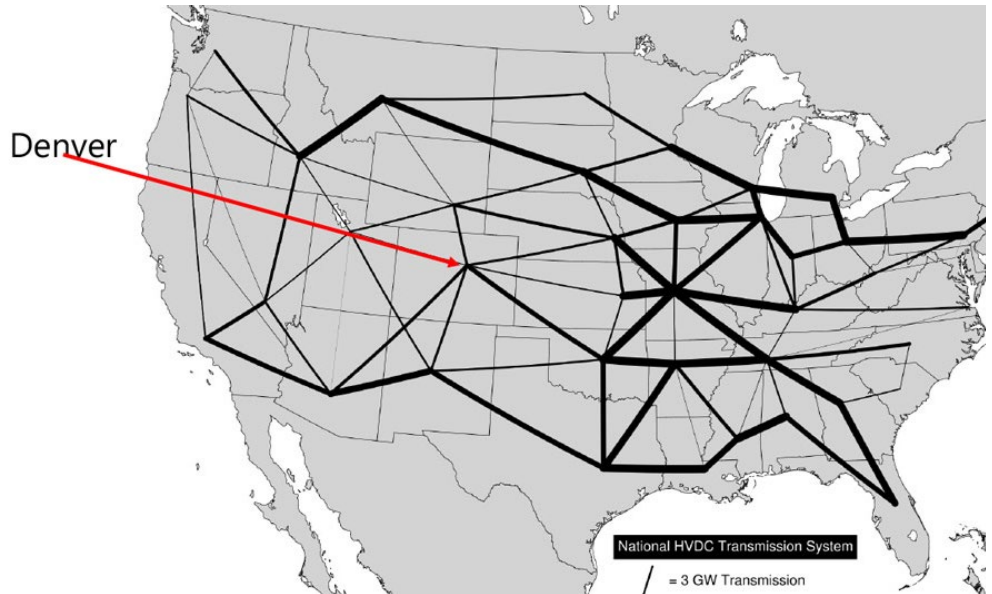 Denver
National HVDC Transmission System
= 3 GW Transmission